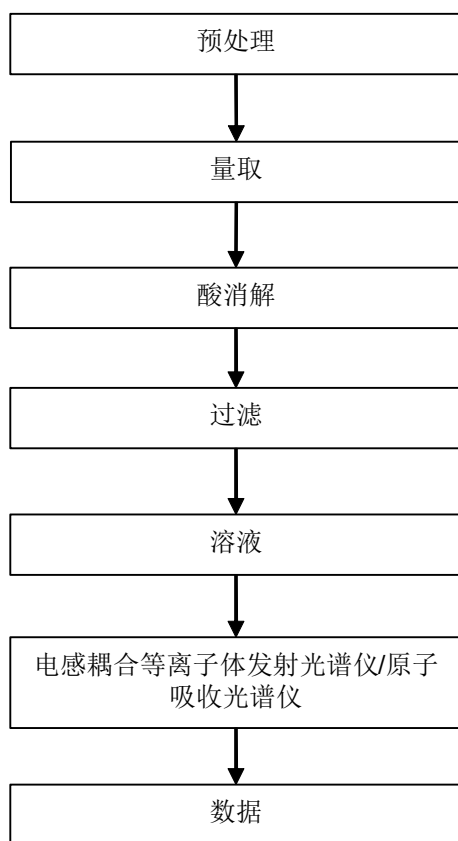 预处理
量取
酸消解
过滤
溶液
电感耦合等离子体发射光谱仪/原子
吸收光谱仪
数据